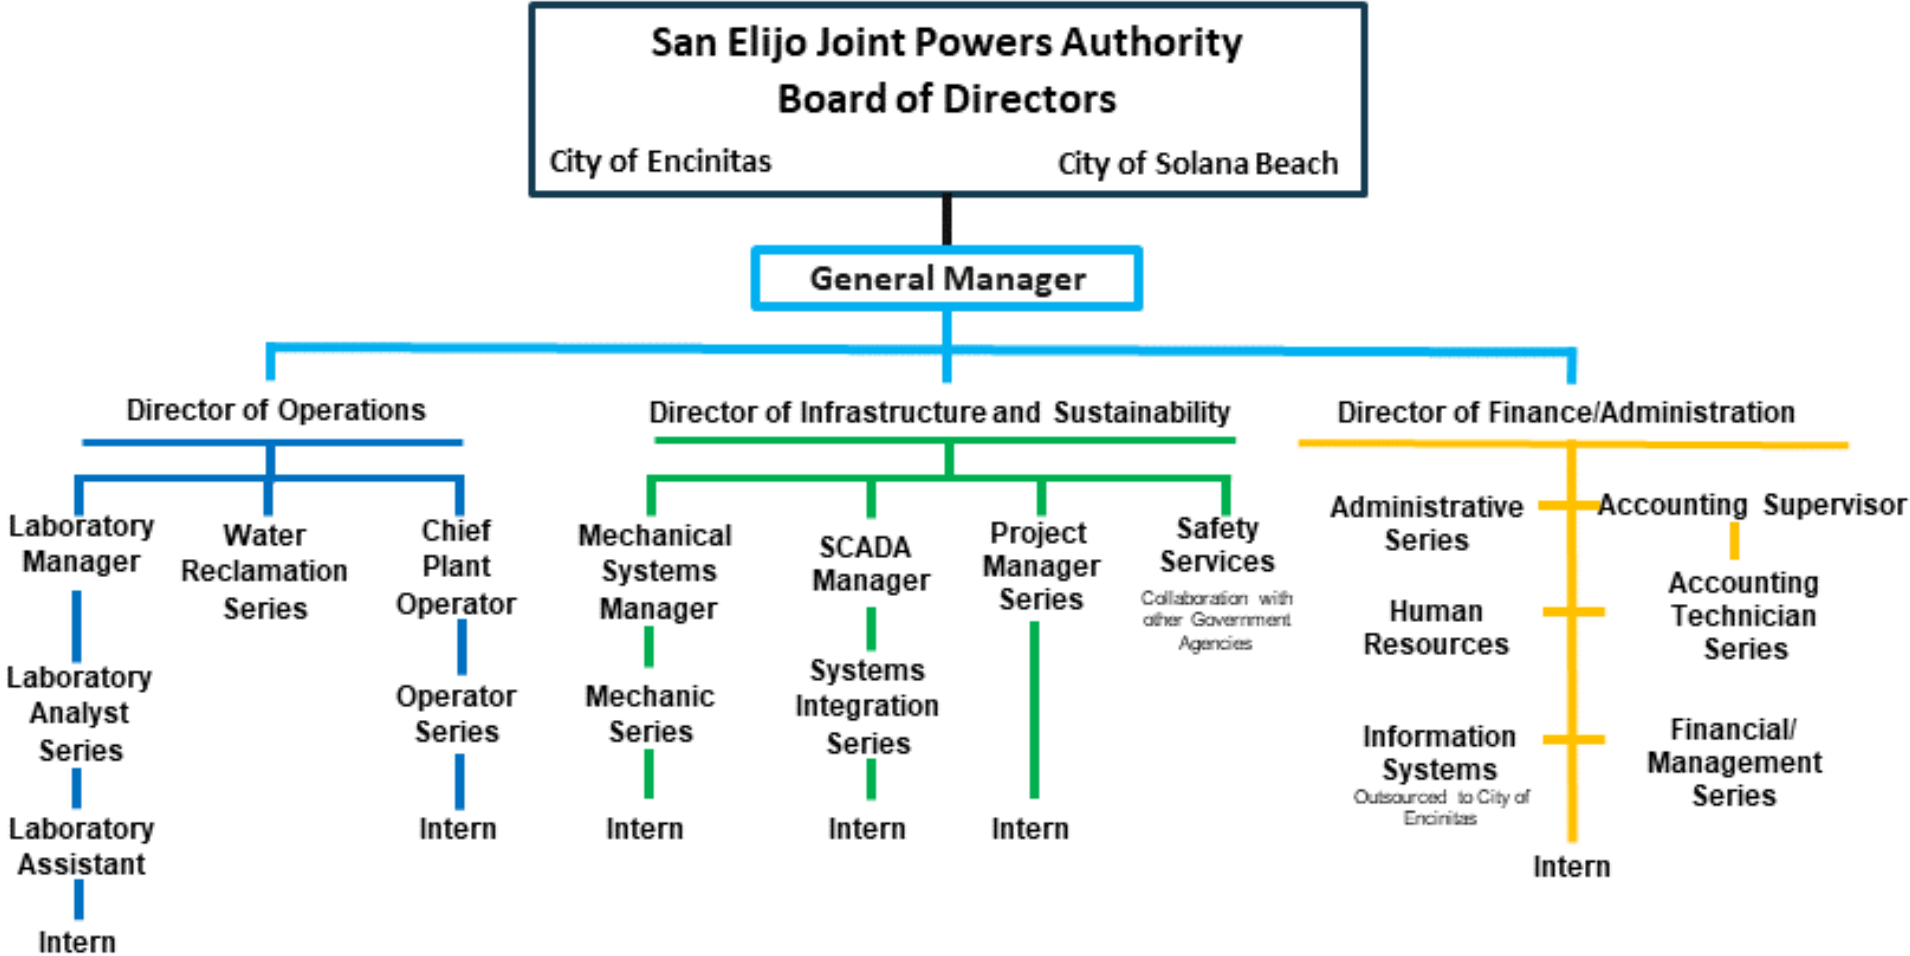 San Elijo Joint Powers Authority
Board of Directors
City of Encinitas
City of Solana Beach
General Manager
Director of Operations
Director of Infrastructure and Sustainability
Director of Finance/Administration
Laboratory
Manager
Laboratory
Analyst
Series
Laboratory
Assistant
Intern
Water
Reclamation
Series
Chief
Plant
Operator
Operator
Series
Intern
Mechanical
Systems
Manager
Mechanic
Series
Intern
SCADA
Manager
Systems
Integration
Series
Intern
Project
Manager
Series
Intern
Safety
Services
Collaboration with
other Government
Agencies
Administrative
Series
Human
Resources
Information
Systems
Outsourced to City of
Encinitas
Accounting Supervisor
Accounting
Technician
Series
Financial/
Management
Series
Intern